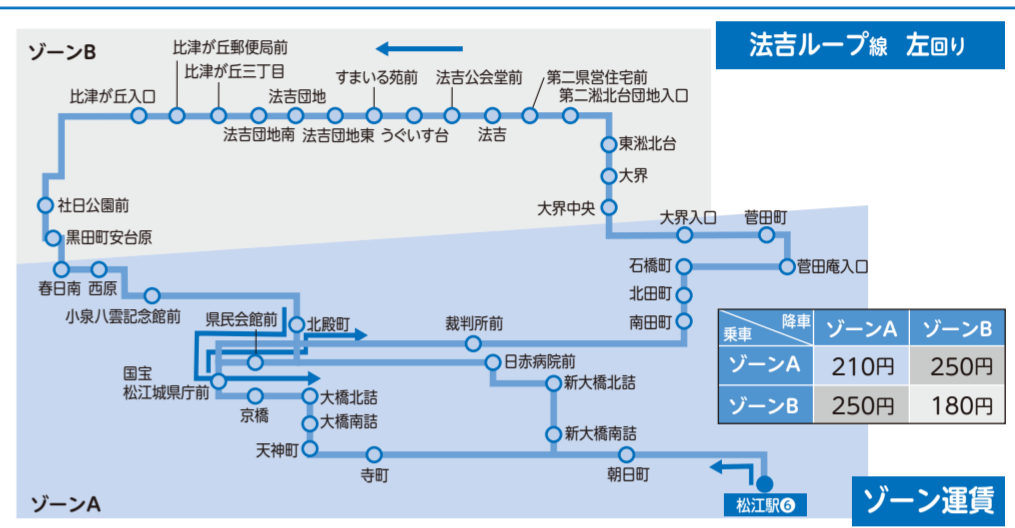 法吉ループ線 左回り
ゾーンB
比津が丘郵便局前
比津が丘三丁目
すまいる苑前
法吉公会堂前
第二県営住宅前
比津が丘入口
法吉団地
第二淞北台団地入口
法吉団地南
法吉団地東
うぐいす台
法吉
東淞北台
大界
大界中央
社日公園前
大界入口
菅田町
黒田町安台原
石橋町
菅田庵入口
春日南
西原
北田町
小泉八雲記念館前
県民会館前
北殿町
裁判所前
南田町
日赤病院前
国宝
松江城県庁前
新大橋北詰
京橋
大橋北詰
大橋南詰
新大橋南詰
天神町
寺町
朝日町
松江駅❻
ゾーンA
降車
乗車
ゾーンA
ゾーンB
ゾーンA
210円
250円
ゾーンB
250円
180円
ゾーン運賃